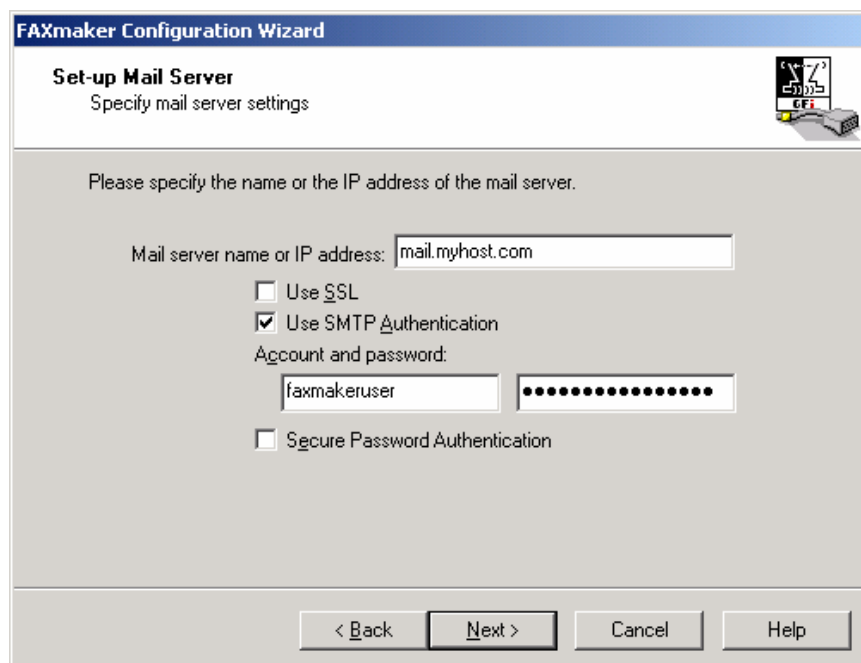 FAXmaker Configuration Wizard
Set-up Mail Server
Specify mail server settings
GFi
Please specify the name or the IP address of the mail server.
Mail server name or IP address: mail.myhost.com
Use SSL
Use SMTP Authentication
Account and password:
faxmakeruser ●●●●●●●●●●●●●●●●
Secure Password Authentication
< Back Next > Cancel Help